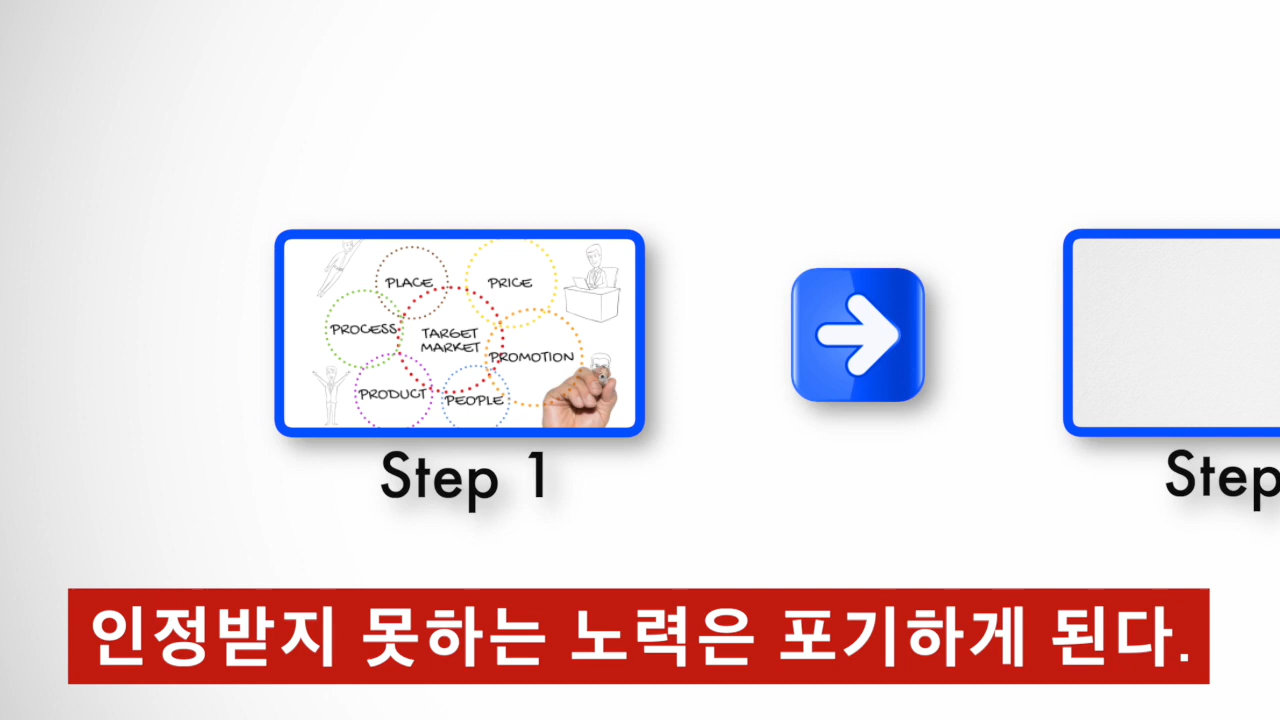 PLACE
PRICE
PROCESS
TARGET
MARKET
PROMOTION
PRODUCT
PEOPLE
Step 1
Step
인정받지 못하는 노력은 포기하게 된다.